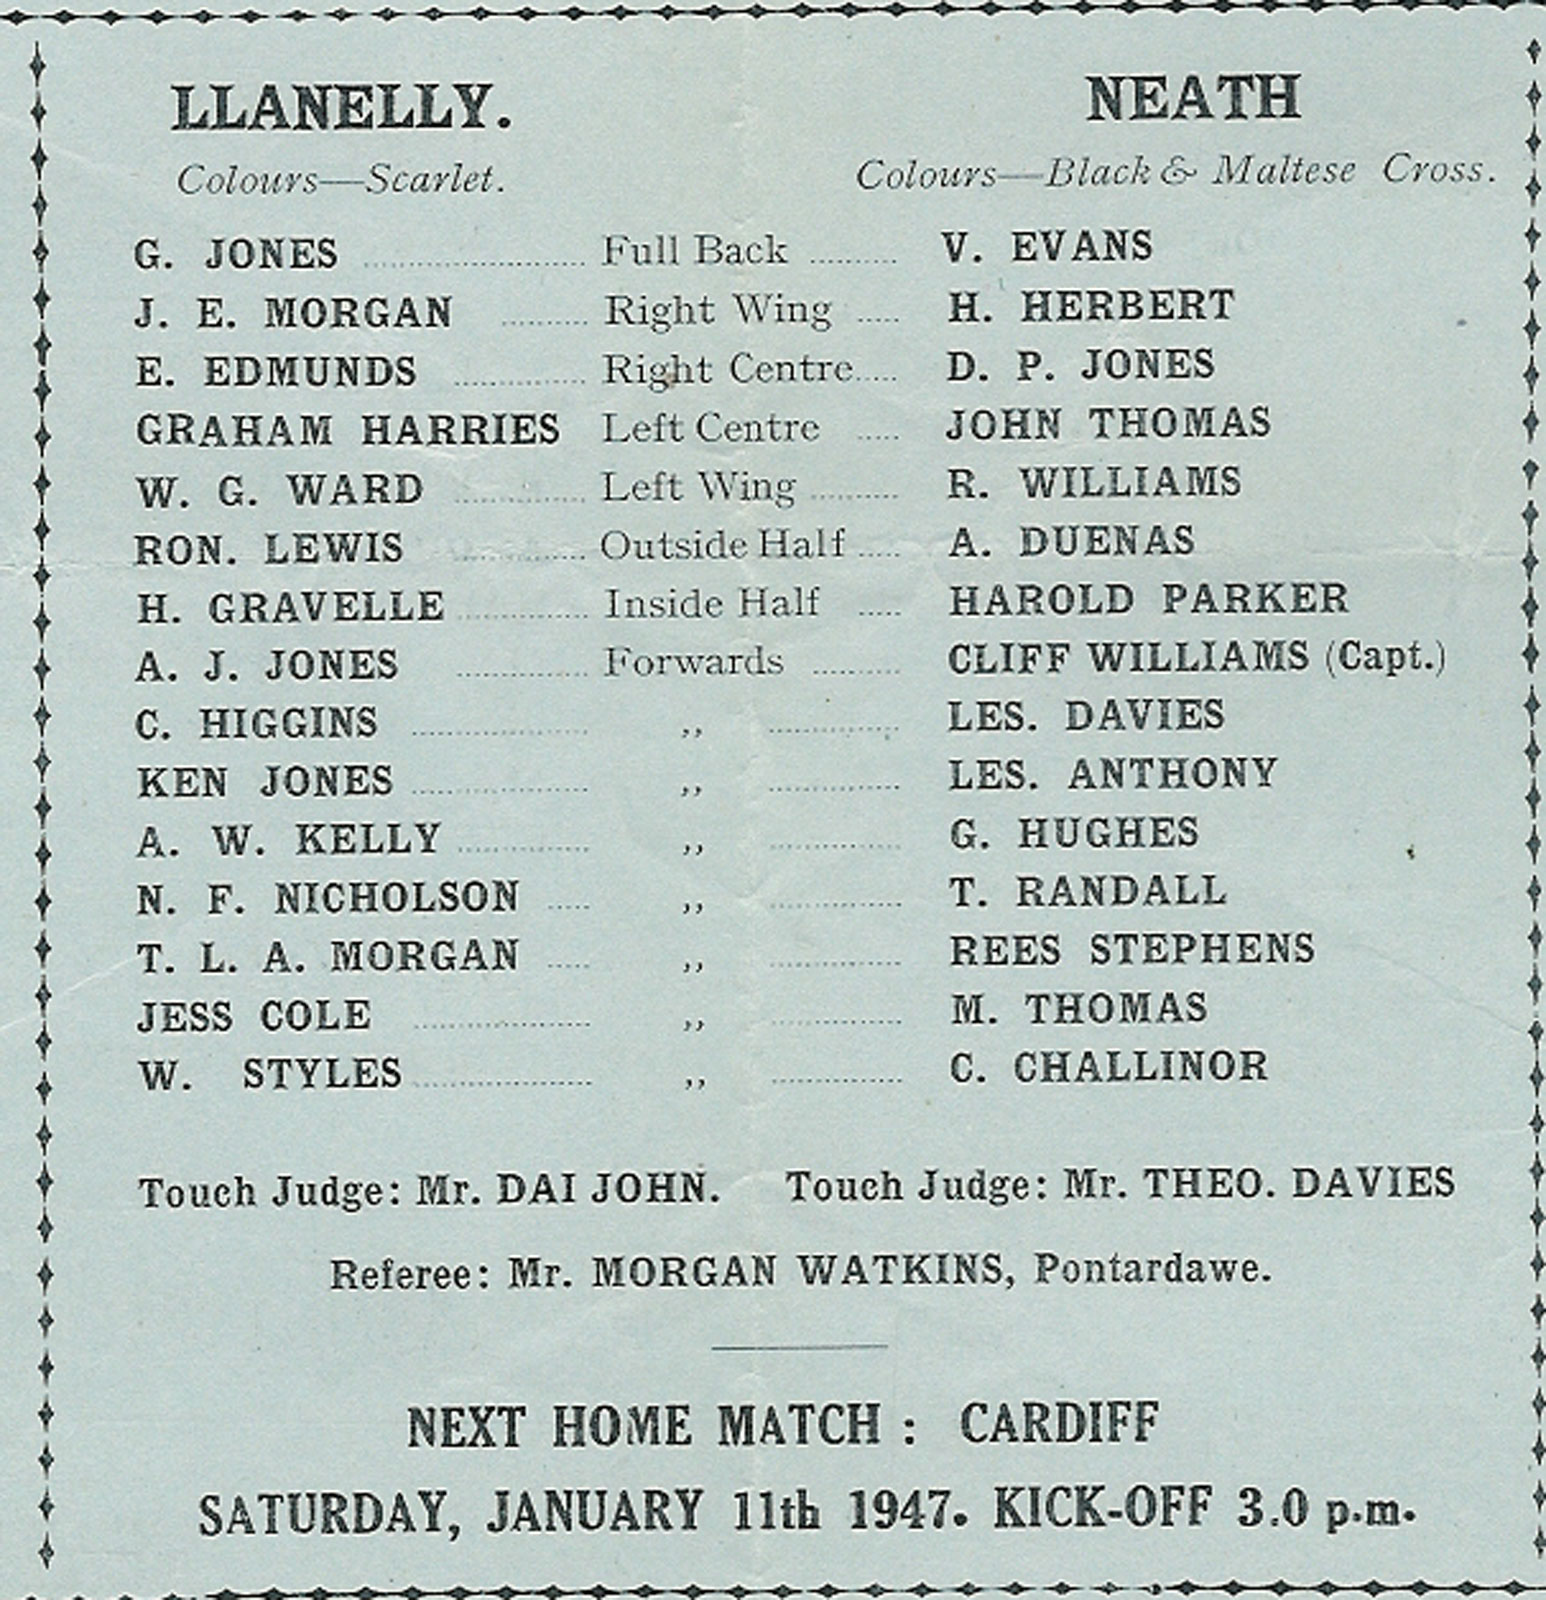 LLANELLY. NEATH
Colours—Scarlet. Colours—Black & Maltese Cross.
G. JONES Full Back V. EVANS
J. E. MORGAN Right Wing H. HERBERT
E. EDMUNDS Right Centre D. P. JONES
GRAHAM HARRIES Left Centre JOHN THOMAS
W. G. WARD Left Wing R. WILLIAMS
RON. LEWIS Outside Half A. DUENAS
H. GRAVELLE Inside Half HAROLD PARKER
A. J. JONES Forwards CLIFF WILLIAMS (Capt.)
C. HIGGINS ,, LES. DAVIES
KEN JONES ,, LES. ANTHONY
A. W. KELLY ,, G. HUGHES
N. F. NICHOLSON ,, T. RANDALL
T. L. A. MORGAN ,, REES STEPHENS
JESS COLE ,, M. THOMAS
W. STYLES ,, C. CHALLINOR
Touch Judge: Mr. DAI JOHN. Touch Judge: Mr. THEO. DAVIES
Referee: Mr. MORGAN WATKINS, Pontardawe.
NEXT HOME MATCH : CARDIFF
SATURDAY, JANUARY 11th 1947. KICK-OFF 3.0 p.m.